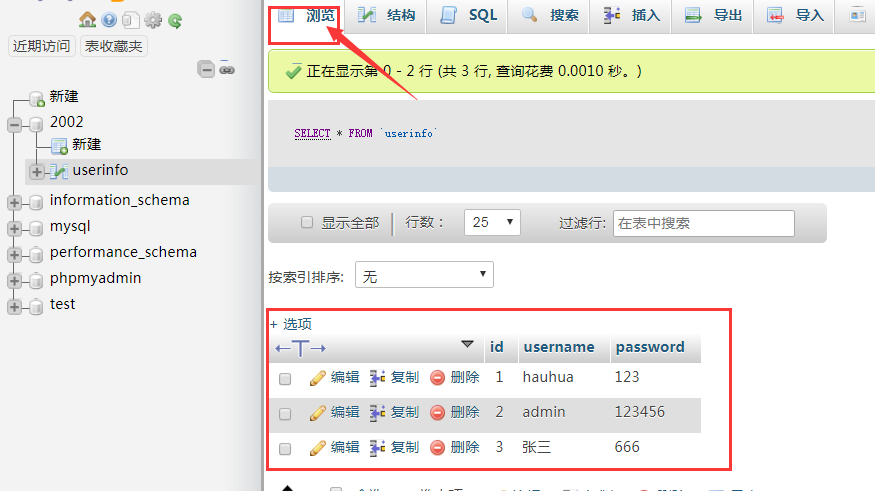 近期访问 表收藏夹
新建
2002
新建
userinfo
information_schema
mysql
performance_schema
phpmyadmin
test
浏览 结构 SQL 搜索 插入 导出 导入
正在显示第 0 - 2 行 (共 3 行, 查询花费 0.0010 秒。)
SELECT * FROM `userinfo`
显示全部 行数： 25 过滤行: 在表中搜索
按索引排序: 无
+ 选项
←T→ id username password
编辑 复制 删除 1 hauhua 123
编辑 复制 删除 2 admin 123456
编辑 复制 删除 3 张三 666